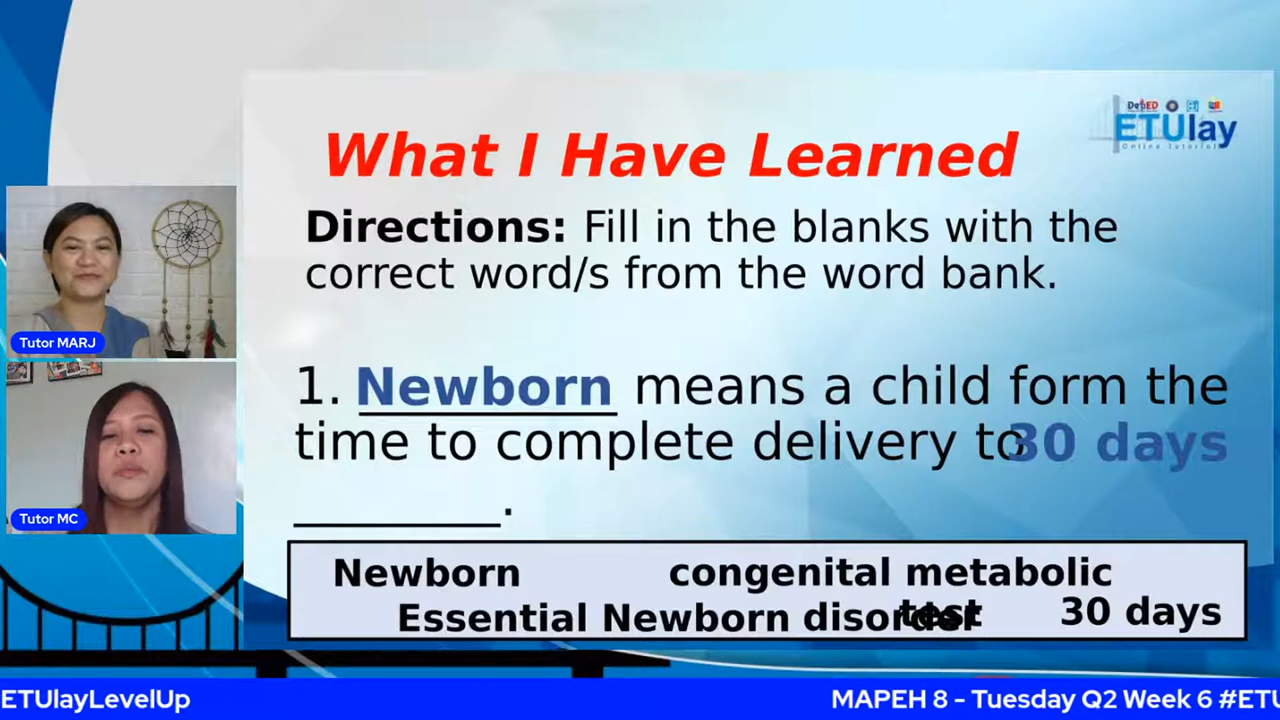 DepED
ETUlay
Online Tutorial
What I Have Learned
Directions: Fill in the blanks with the
correct word/s from the word bank.
1. Newborn means a child form the
time to complete delivery to 30 days
________.
Newborn congenital metabolic
Essential Newborn disorder test 30 days
Tutor MARJ
Tutor MC
ETUlayLevelUp MAPEH 8 - Tuesday Q2 Week 6 #ETU